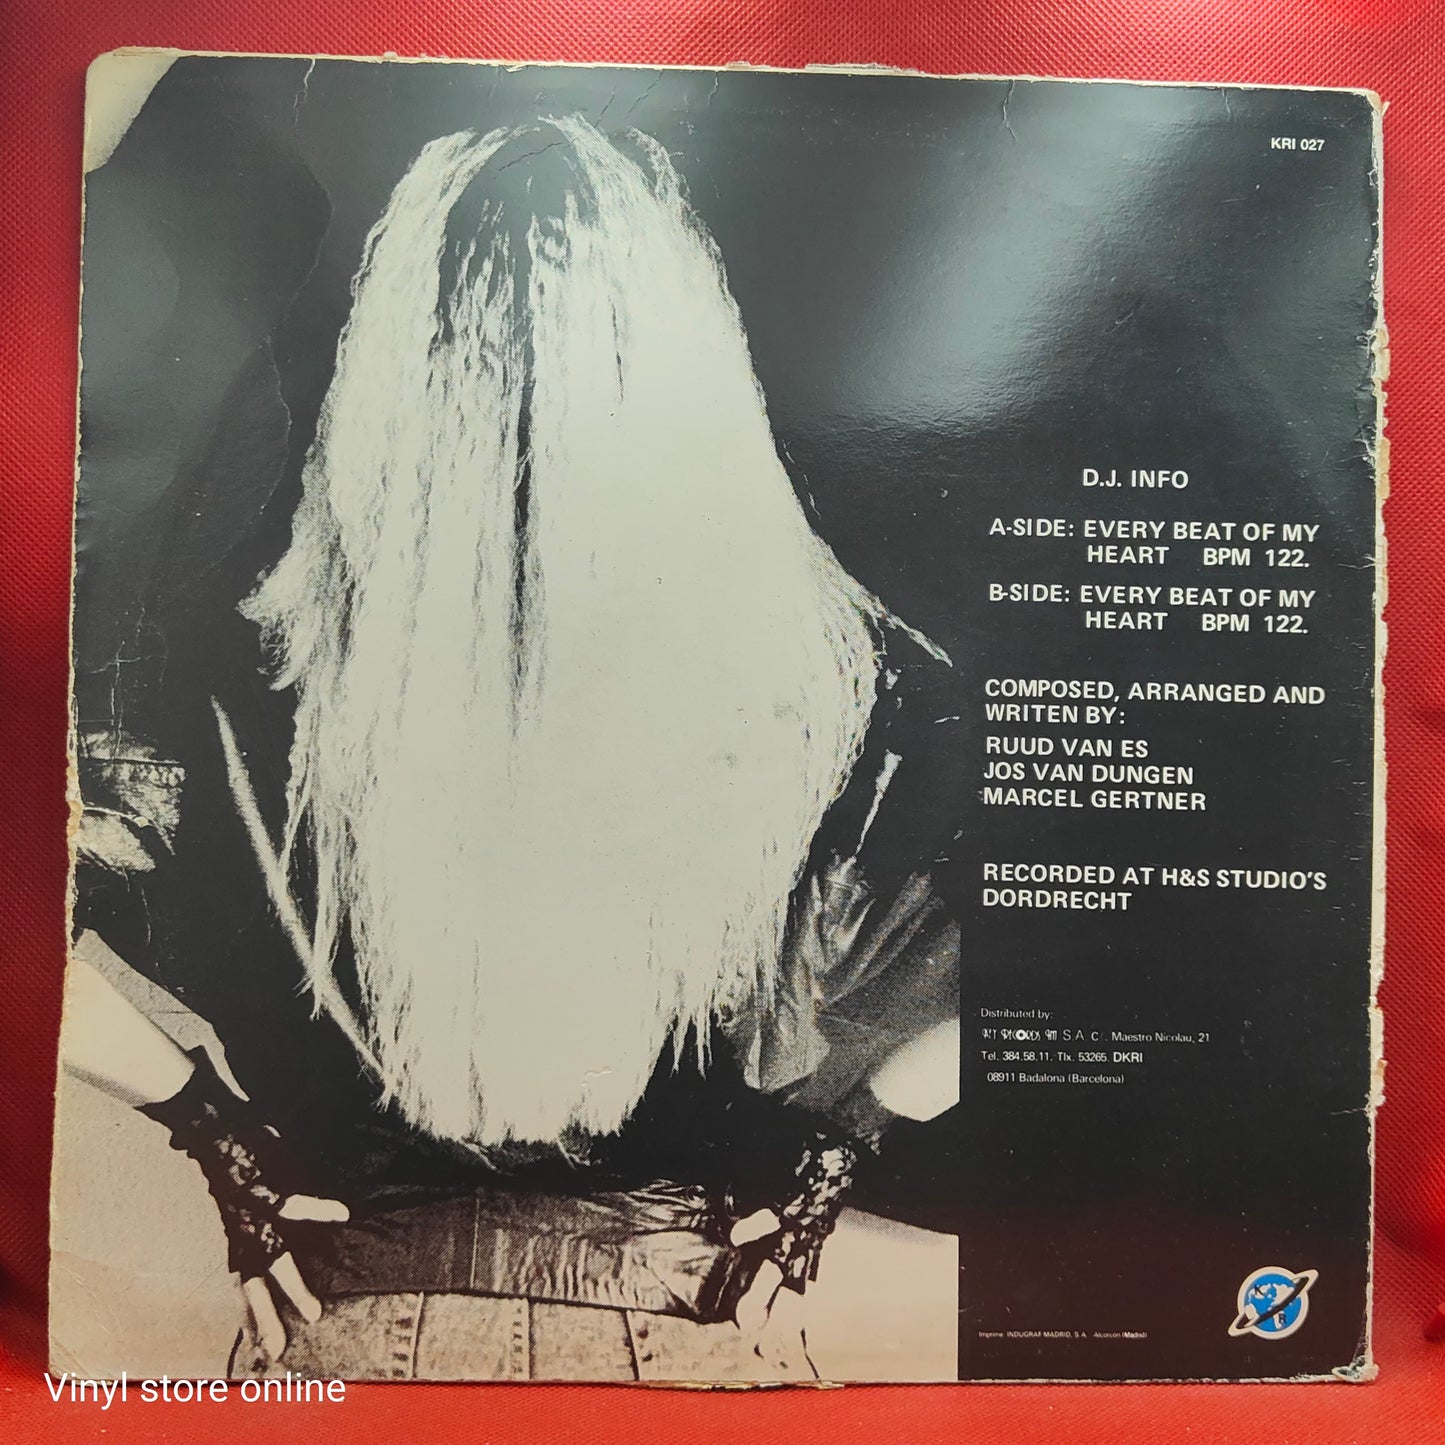 KRI 027
D.J. INFO
A-SIDE: EVERY BEAT OF MY
HEART BPM 122.
B-SIDE: EVERY BEAT OF MY
HEART BPM 122.
COMPOSED, ARRANGED AND
WRITEN BY:
RUUD VAN ES
JOS VAN DUNGEN
MARCEL GERTNER
RECORDED AT H&S STUDIO'S
DORDRECHT
Distributed by:
S.A. C/. Maestro Nicolau, 21
Tel. 384.58.11. Tlx. 53265. DKRI
08911 Badalona (Barcelona)
K
R
Imprime. INDUGRAF MADRID, S.A. Alcorcón (Madrid)
Vinyl store online